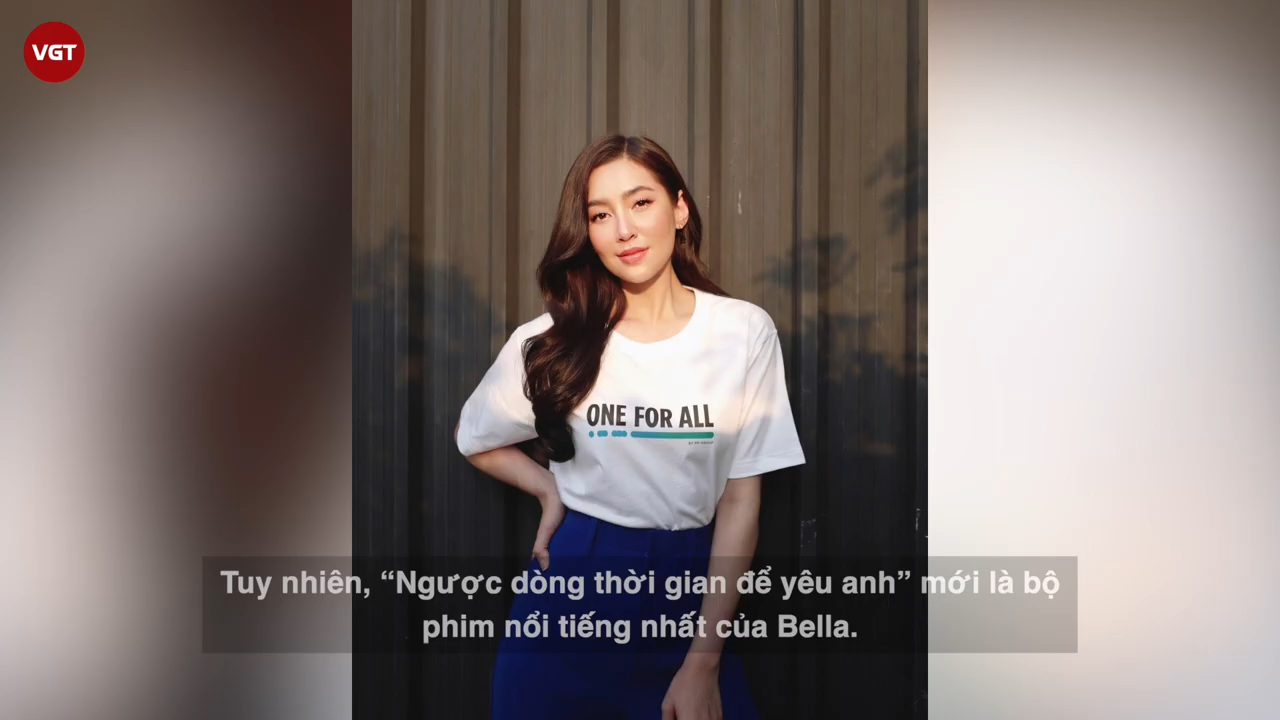 VGT
ONE FOR ALL
Tuy nhiên, “Ngược dòng thời gian để yêu anh” mới là bộ
phim nổi tiếng nhất của Bella.